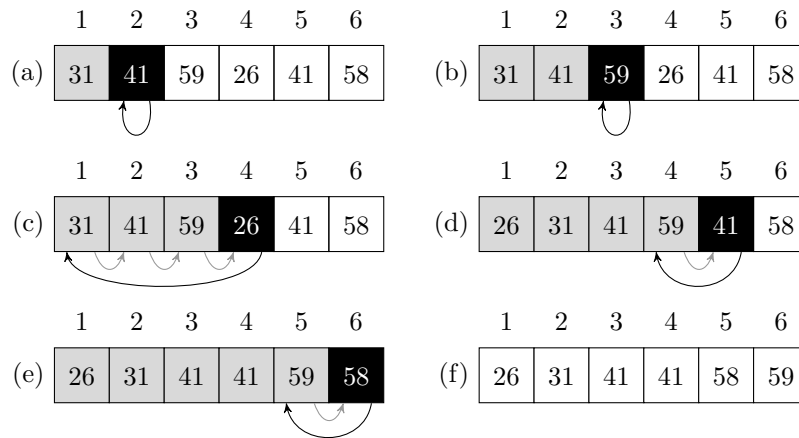 1 2 3 4 5 6
(a) 31 41 59 26 41 58
1 2 3 4 5 6
(b) 31 41 59 26 41 58
1 2 3 4 5 6
(c) 31 41 59 26 41 58
1 2 3 4 5 6
(d) 26 31 41 59 41 58
1 2 3 4 5 6
(e) 26 31 41 41 59 58
1 2 3 4 5 6
(f) 26 31 41 41 58 59